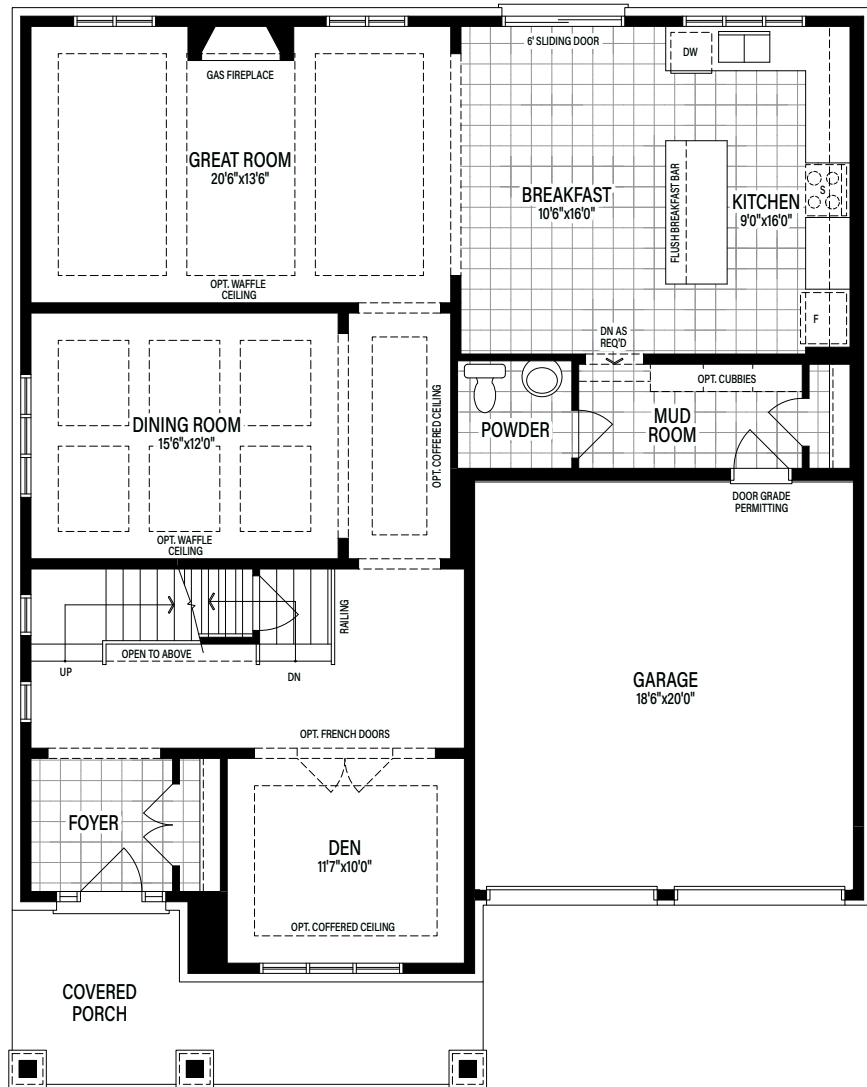 6' SLIDING DOOR
DW
GAS FIREPLACE
GREAT ROOM
20'6"x13'6"
BREAKFAST
10'6"x16'0"
FLUSH BREAKFAST BAR
KITCHEN
9'0"x16'0"
S
OPT. WAFFLE
CEILING
F
DN AS
REQ'D
OPT. CUBBIES
DINING ROOM
15'6"x12'0"
OPT. COFFERED CEILING
POWDER
MUD
ROOM
OPT. WAFFLE
CEILING
DOOR GRADE
PERMITTING
RAILING
OPEN TO ABOVE
UP
DN
GARAGE
18'6"x20'0"
OPT. FRENCH DOORS
FOYER
DEN
11'7"x10'0"
OPT. COFFERED CEILING
COVERED
PORCH